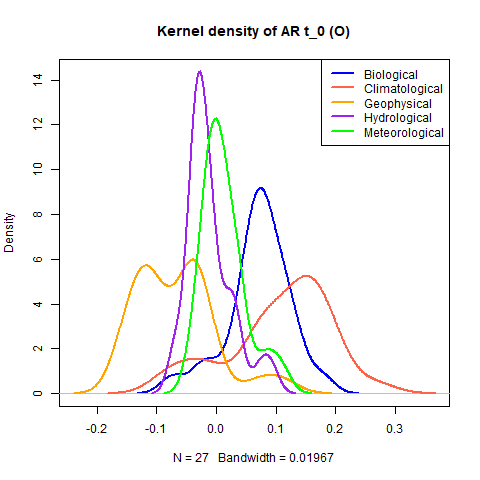 Kernel density of AR t_0 (O)
Biological
Climatological
Geophysical
Hydrological
Meteorological
Density
14
12
10
8
6
4
2
0
-0.2 -0.1 0.0 0.1 0.2 0.3
N = 27 Bandwidth = 0.01967